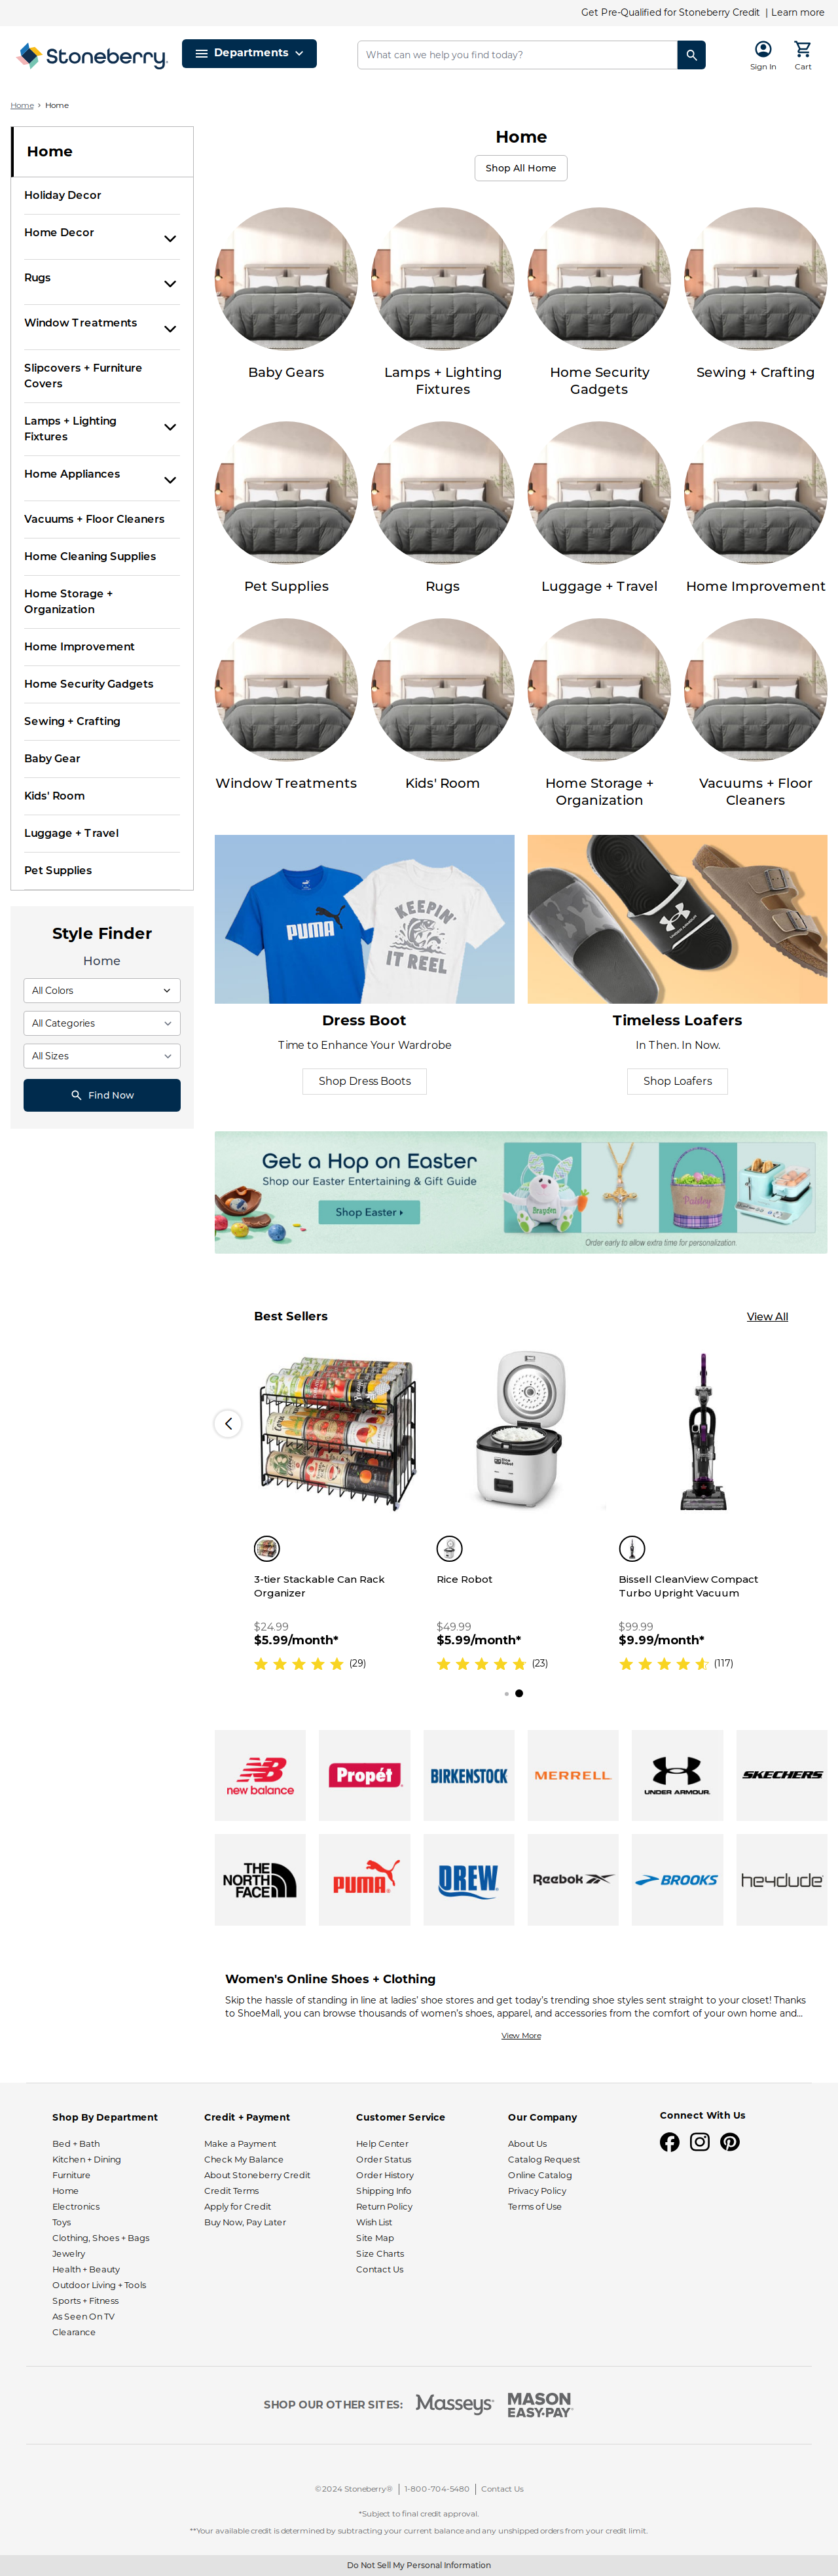 Get Pre-Qualified for Stoneberry Credit | Learn more
Stoneberry.
Departments
What can we help you find today?
Sign In
Cart
Home › Home
Home
Holiday Decor
Home Decor
Rugs
Window Treatments
Slipcovers + Furniture
Covers
Lamps + Lighting
Fixtures
Home Appliances
Vacuums + Floor Cleaners
Home Cleaning Supplies
Home Storage +
Organization
Home Improvement
Home Security Gadgets
Sewing + Crafting
Baby Gear
Kids' Room
Luggage + Travel
Pet Supplies
Style Finder
Home
All Colors
All Categories
All Sizes
Find Now
Home
Shop All Home
Baby Gears
Lamps + Lighting
Fixtures
Home Security
Gadgets
Sewing + Crafting
Pet Supplies
Rugs
Luggage + Travel
Home Improvement
Window Treatments
Kids' Room
Home Storage +
Organization
Vacuums + Floor
Cleaners
PUMA
KEEPIN'
IT REEL
UNDER ARMOUR
Dress Boot
Time to Enhance Your Wardrobe
Shop Dress Boots
Timeless Loafers
In Then. In Now.
Shop Loafers
Get a Hop on Easter
Shop our Easter Entertaining & Gift Guide
Shop Easter
Brayden
Paisley
Order early to allow extra time for personalization.
Best Sellers
View All
3-tier Stackable Can Rack
Organizer
$24.99
$5.99/month*
(29)
Rice Robot
$49.99
$5.99/month*
(23)
Bissell CleanView Compact
Turbo Upright Vacuum
$99.99
$9.99/month*
(117)
new balance
Propét
BIRKENSTOCK
MERRELL
UNDER ARMOUR.
SKECHERS
THE
NORTH
FACE
PUMA
DREW
Reebok
BROOKS
heydude
Women's Online Shoes + Clothing
Skip the hassle of standing in line at ladies' shoe stores and get today's trending shoe styles sent straight to your closet! Thanks
to ShoeMall, you can browse thousands of women's shoes, apparel, and accessories from the comfort of your own home and...
View More
Shop By Department
Bed + Bath
Kitchen + Dining
Furniture
Home
Electronics
Toys
Clothing, Shoes + Bags
Jewelry
Health + Beauty
Outdoor Living + Tools
Sports + Fitness
As Seen On TV
Clearance
Credit + Payment
Make a Payment
Check My Balance
About Stoneberry Credit
Credit Terms
Apply for Credit
Buy Now, Pay Later
Customer Service
Help Center
Order Status
Order History
Shipping Info
Return Policy
Wish List
Site Map
Size Charts
Contact Us
Our Company
About Us
Catalog Request
Online Catalog
Privacy Policy
Terms of Use
Connect With Us
SHOP OUR OTHER SITES:
Masseys
MASON
EASY·PAY
©2024 Stoneberry® | 1-800-704-5480 | Contact Us
*Subject to final credit approval.
**Your available credit is determined by subtracting your current balance and any unshipped orders from your credit limit.
Do Not Sell My Personal Information